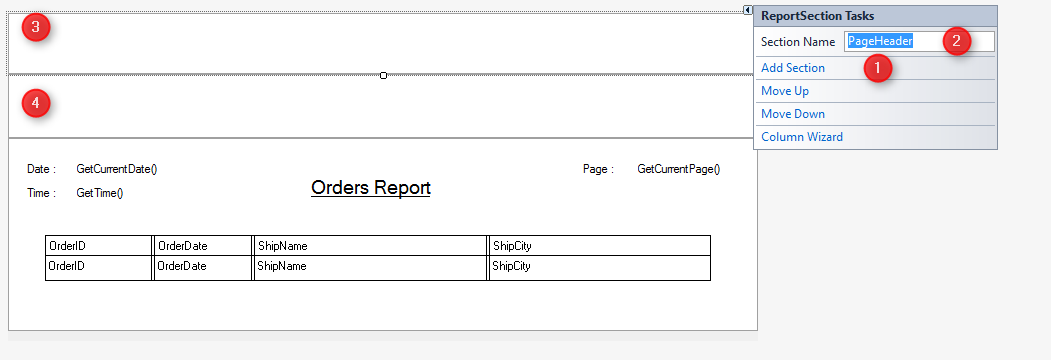 3
ReportSection Tasks
Section Name PageHeader 2
Add Section 1
Move Up
4
Move Down
Column Wizard
Date : GetCurrentDate() Page : GetCurrentPage()
Time : GetTime() Orders Report
OrderID OrderDate ShipName ShipCity
OrderID OrderDate ShipName ShipCity